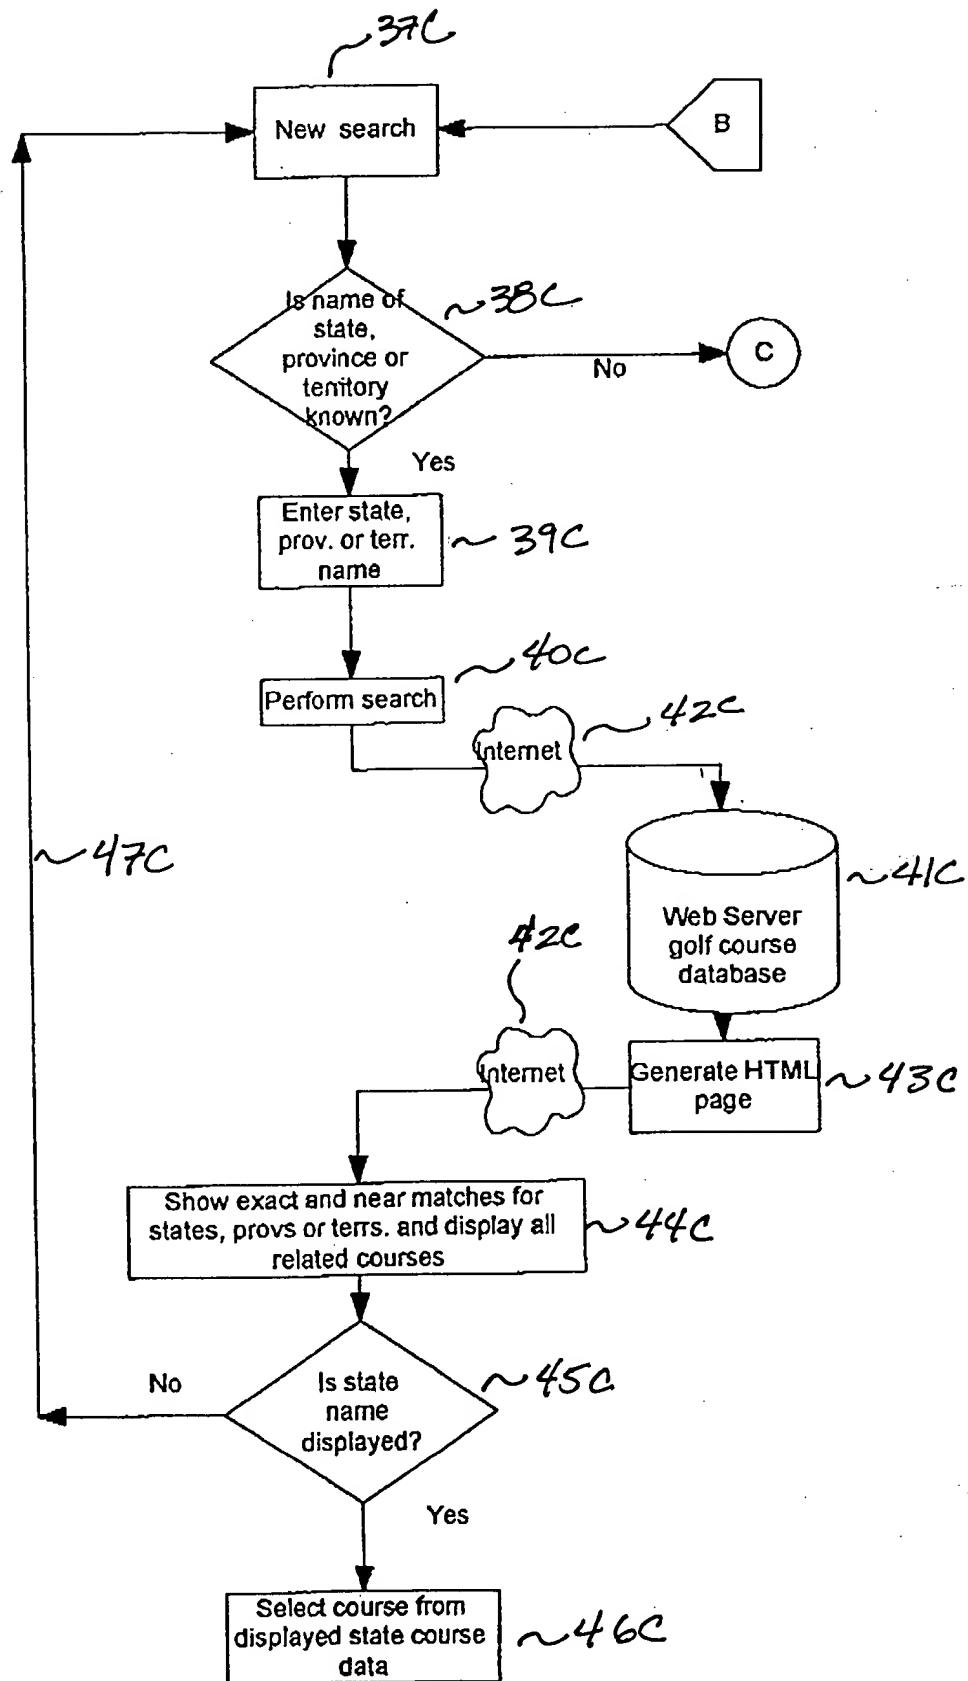 37C
New search
B
Is name of
state,
province or
territory
known?
38C
No
C
Yes
Enter state,
prov. or terr.
name
39C
40C
Perform search
Internet
42C
47C
41C
Web Server
golf course
database
42C
Internet
Generate HTML
page
43C
Show exact and near matches for
states, provs or terrs. and display all
related courses
44C
No
Is state
name
displayed?
45C
Yes
Select course from
displayed state course
data
46C